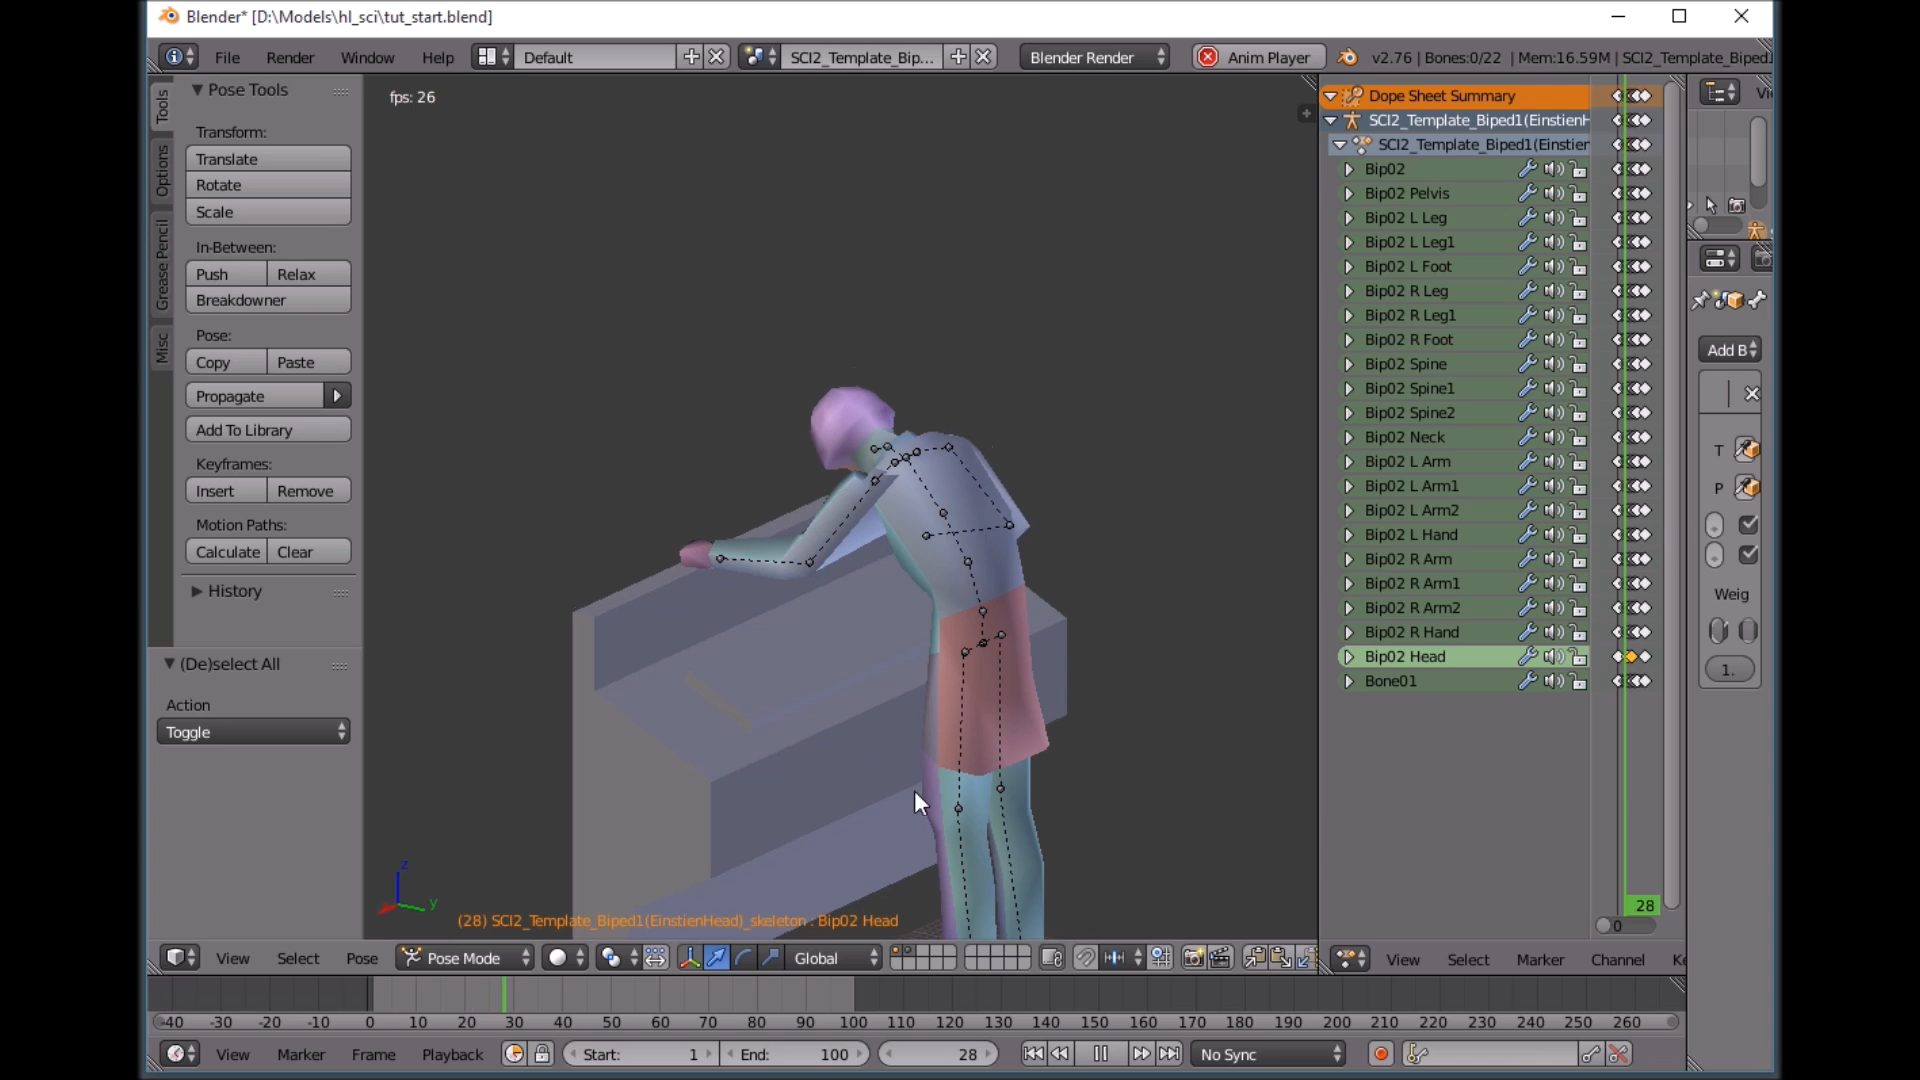 Blender* [D:\Models\hl_sci\tut_start.blend]
File Render Window Help Default SCI2_Template_Bip... Blender Render Anim Player v2.76 | Bones:0/22 | Mem:16.59M | SCI2_Template_Biped1
Tools
Options
Grease Pencil
Misc
Pose Tools
Transform:
Translate
Rotate
Scale
In-Between:
Push Relax
Breakdowner
Pose:
Copy Paste
Propagate
Add To Library
Keyframes:
Insert Remove
Motion Paths:
Calculate Clear
History
(De)select All
Action
Toggle
fps: 26
z
y
(28) SCI2_Template_Biped1(EinstienHead)_skeleton : Bip02 Head
View Select Pose Pose Mode Global
Dope Sheet Summary
SCI2_Template_Biped1(EinstienH
SCI2_Template_Biped1(Einstien
Bip02
Bip02 Pelvis
Bip02 L Leg
Bip02 L Leg1
Bip02 L Foot
Bip02 R Leg
Bip02 R Leg1
Bip02 R Foot
Bip02 Spine
Bip02 Spine1
Bip02 Spine2
Bip02 Neck
Bip02 L Arm
Bip02 L Arm1
Bip02 L Arm2
Bip02 L Hand
Bip02 R Arm
Bip02 R Arm1
Bip02 R Arm2
Bip02 R Hand
Bip02 Head
Bone01
28
0
View Select Marker Channel Ke
Vi
Add B
T
P
Weig
1.
-40 -30 -20 -10 0 10 20 30 40 50 60 70 80 90 100 110 120 130 140 150 160 170 180 190 200 210 220 230 240 250 260
View Marker Frame Playback Start: 1 End: 100 28 No Sync